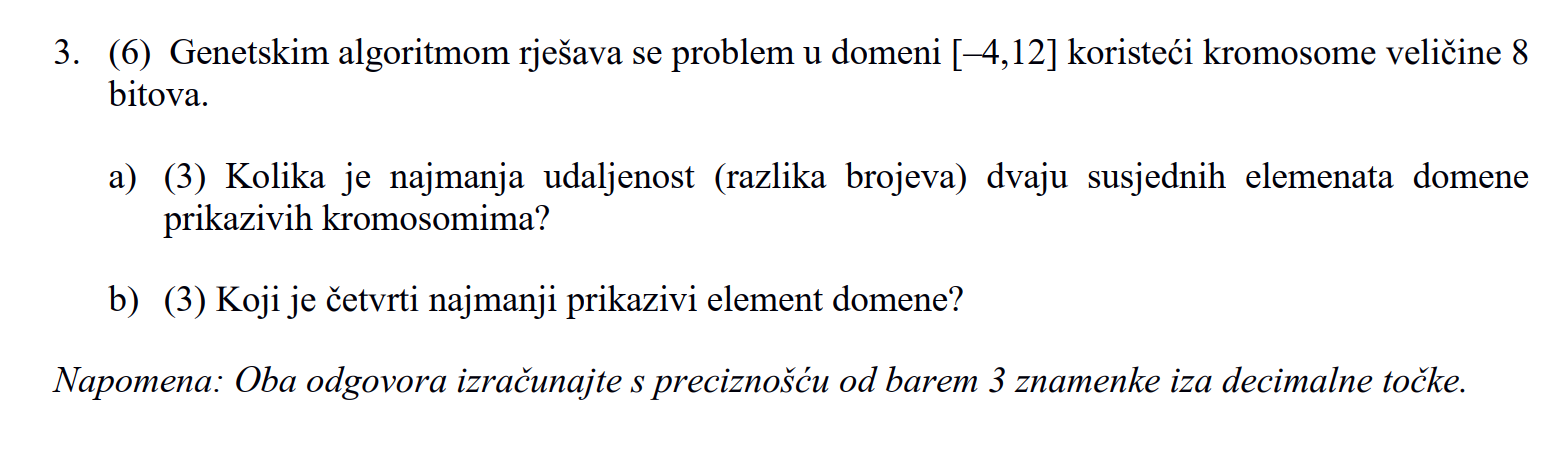 3. (6) Genetskim algoritmom rješava se problem u domeni [–4,12] koristeći kromosome veličine 8
bitova.
a) (3) Kolika je najmanja udaljenost (razlika brojeva) dvaju susjednih elemenata domene
prikazivih kromosomima?
b) (3) Koji je četvrti najmanji prikazivi element domene?
Napomena: Oba odgovora izračunajte s preciznošću od barem 3 znamenke iza decimalne točke.